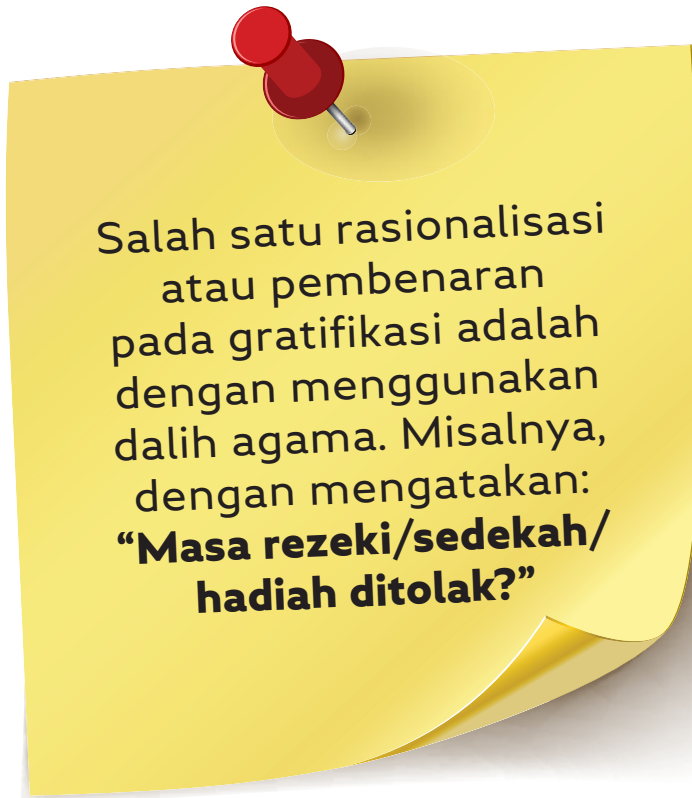 Salah satu rasionalisasi
atau pembenaran
pada gratifikasi adalah
dengan menggunakan
dalih agama. Misalnya,
dengan mengatakan:
“Masa rezeki/sedekah/
hadiah ditolak?”